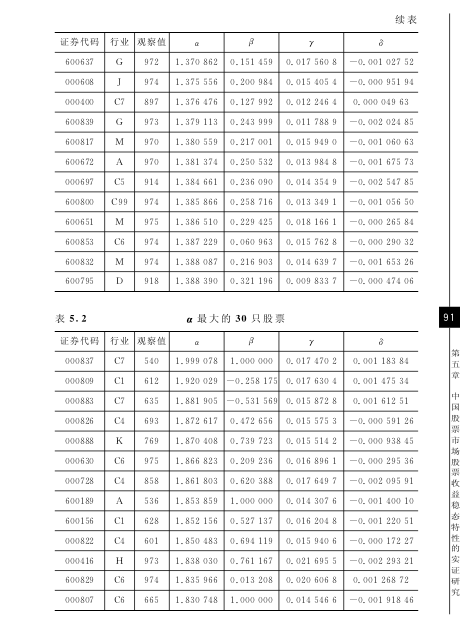 续表
证券代码 行业 观察值 α β γ δ
600637 G 972 1.370 862 0.151 459 0.017 560 8 −0.001 027 52
000608 J 974 1.375 556 0.200 984 0.015 405 4 −0.000 951 94
000400 C7 897 1.376 476 0.127 992 0.012 246 4 0.000 049 63
600839 G 973 1.379 113 0.243 999 0.011 788 9 −0.002 024 85
600817 M 970 1.380 559 0.217 001 0.015 949 0 −0.001 060 63
600672 A 970 1.381 374 0.250 532 0.013 984 8 −0.001 675 73
000697 C5 914 1.384 661 0.236 090 0.014 354 9 −0.002 547 85
600800 C99 974 1.385 866 0.258 716 0.013 349 1 −0.001 056 50
600651 M 975 1.386 510 0.229 425 0.018 166 1 −0.000 265 84
600853 C6 974 1.387 229 0.060 963 0.015 762 8 −0.000 290 32
600832 M 974 1.388 087 0.216 903 0.014 639 7 −0.001 653 26
600795 D 918 1.388 390 0.321 196 0.009 833 7 −0.000 474 06
表 5.2 α 最大的 30 只股票
证券代码 行业 观察值 α β γ δ
000837 C7 540 1.999 078 1.000 000 0.017 470 2 0.001 183 84
000809 C1 612 1.920 029 −0.258 175 0.017 630 4 0.001 475 34
000883 C7 635 1.881 905 −0.531 569 0.015 872 8 0.001 612 51
000826 C4 693 1.872 617 0.472 656 0.015 575 3 −0.000 591 26
000888 K 769 1.870 408 0.739 723 0.015 514 2 −0.000 938 45
000630 C6 975 1.866 823 0.209 236 0.016 896 1 −0.000 295 36
000728 C4 858 1.861 803 0.620 388 0.017 649 7 −0.002 095 91
600189 A 536 1.853 859 1.000 000 0.014 307 6 −0.001 400 10
600156 C1 628 1.852 156 0.527 137 0.016 204 8 −0.001 220 51
000822 C4 601 1.850 483 0.694 119 0.015 940 6 −0.000 172 27
000416 H 973 1.838 030 0.761 167 0.021 695 5 −0.002 293 21
600829 C6 974 1.835 966 0.013 208 0.020 606 8 0.001 268 72
000807 C6 665 1.830 748 1.000 000 0.014 546 6 −0.001 918 46
91
第五章 中国股票市场股票收益稳态特性的实证研究